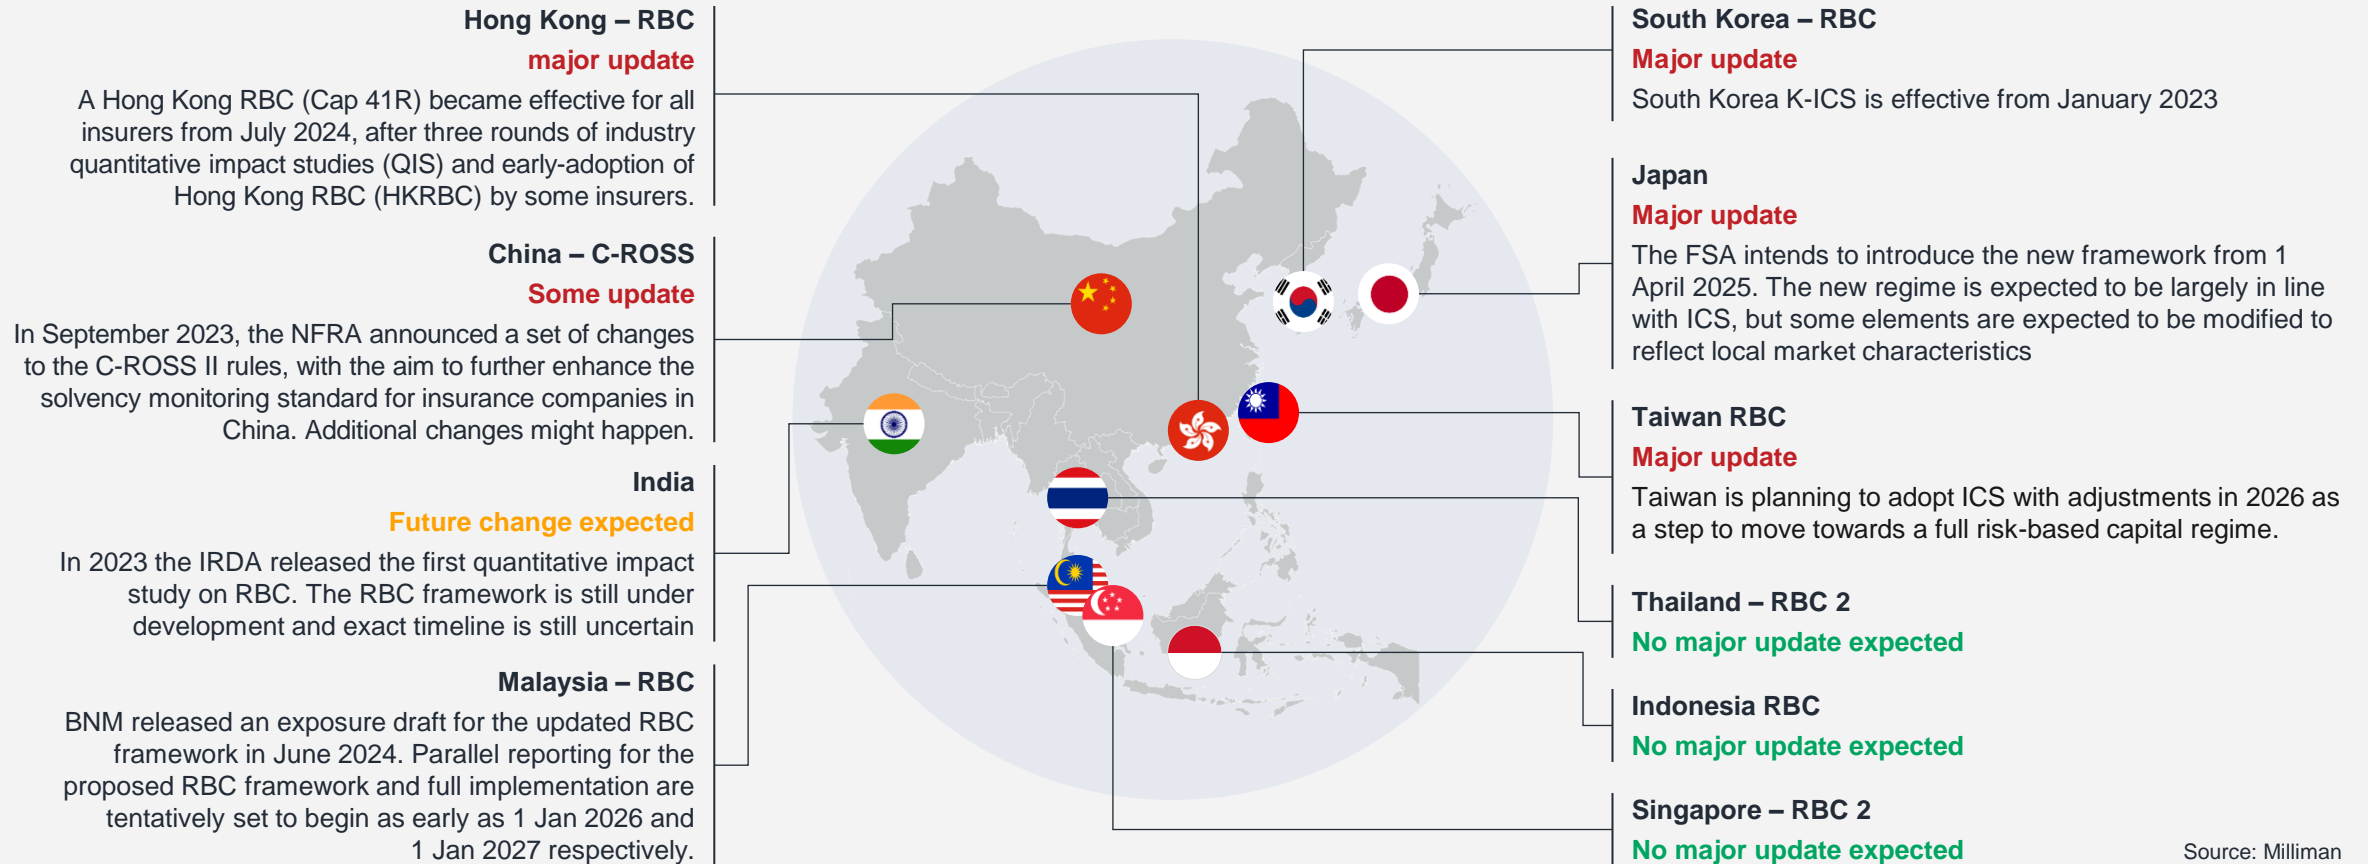 Hong Kong – RBC
major update
A Hong Kong RBC (Cap 41R) became effective for all
insurers from July 2024, after three rounds of industry
quantitative impact studies (QIS) and early-adoption of
Hong Kong RBC (HKRBC) by some insurers.
China – C-ROSS
Some update
In September 2023, the NFRA announced a set of changes
to the C-ROSS II rules, with the aim to further enhance the
solvency monitoring standard for insurance companies in
China. Additional changes might happen.
India
Future change expected
In 2023 the IRDA released the first quantitative impact
study on RBC. The RBC framework is still under
development and exact timeline is still uncertain
Malaysia – RBC
BNM released an exposure draft for the updated RBC
framework in June 2024. Parallel reporting for the
proposed RBC framework and full implementation are
tentatively set to begin as early as 1 Jan 2026 and
1 Jan 2027 respectively.
South Korea – RBC
Major update
South Korea K-ICS is effective from January 2023
Japan
Major update
The FSA intends to introduce the new framework from 1
April 2025. The new regime is expected to be largely in line
with ICS, but some elements are expected to be modified to
reflect local market characteristics
Taiwan RBC
Major update
Taiwan is planning to adopt ICS with adjustments in 2026 as
a step to move towards a full risk-based capital regime.
Thailand – RBC 2
No major update expected
Indonesia RBC
No major update expected
Singapore – RBC 2
No major update expected
Source: Milliman